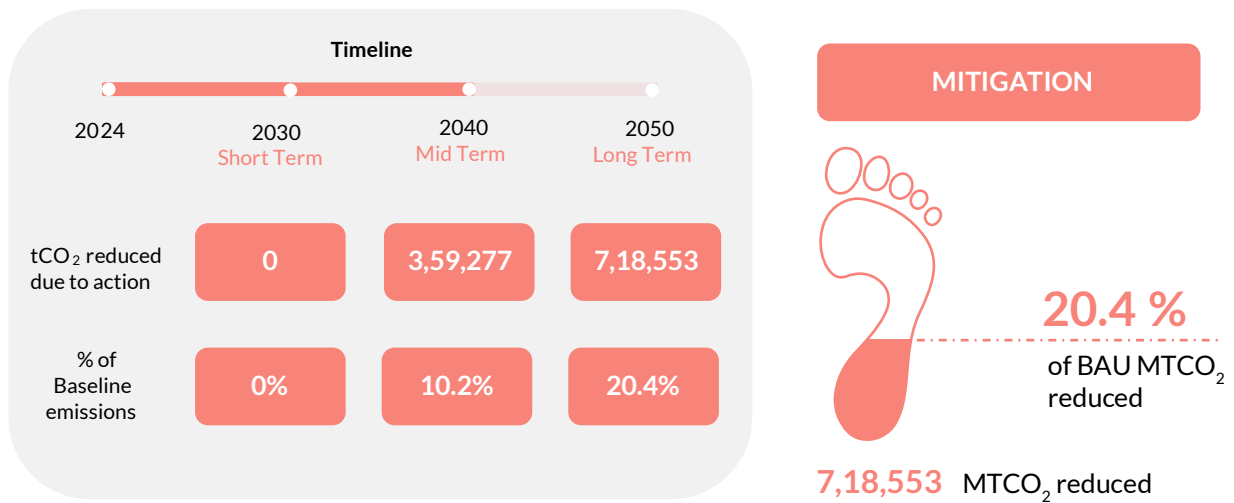 Timeline
2024
2030
Short Term
2040
Mid Term
2050
Long Term
tCO₂ reduced
due to action
0
3,59,277
7,18,553
% of
Baseline
emissions
0%
10.2%
20.4%
MITIGATION
20.4 %
of BAU MTCO₂
reduced
7,18,553 MTCO₂ reduced